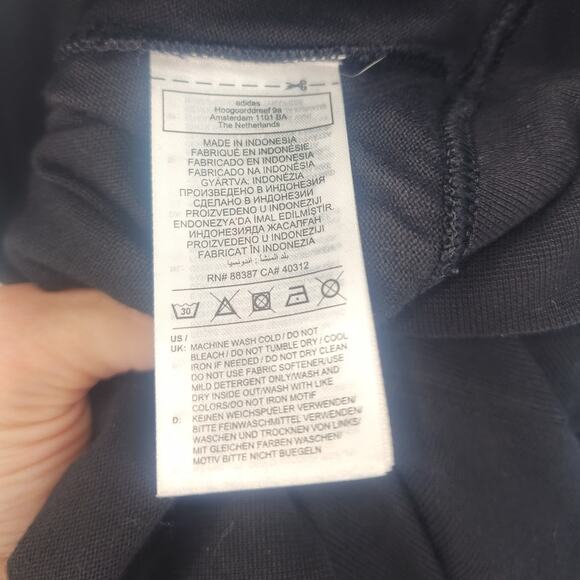 adidas
Hoogoorddreef 9a
Amsterdam 1101 BA
The Netherlands
MADE IN INDONESIA
FABRIQUÉ EN INDONÉSIE
FABRICADO EN INDONESIA
FABRICADO NA INDONÉSIA
GYÁRTVA: INDONÉZIA
ПРОИЗВЕДЕНО В ИНДОНЕЗИЯ
СДЕЛАНО В ИНДОНЕЗИИ
PROIZVEDENO U INDONEZIJI
ENDONEZYA'DA İMAL EDİLMİŞTİR.
ИНДОНЕЗИЯДА ЖАСАЛҒАН
PROIZVEDENO U INDONEZIJI
FABRICAT ÎN INDONEZIA
بلد المنشأ : اندونيسيا
RN# 88387 CA# 40312
30
US /
UK: MACHINE WASH COLD / DO NOT
BLEACH / DO NOT TUMBLE DRY / COOL
IRON IF NEEDED / DO NOT DRY CLEAN
DO NOT USE FABRIC SOFTENER/USE
MILD DETERGENT ONLY/WASH AND
DRY INSIDE OUT/WASH WITH LIKE
COLORS/DO NOT IRON MOTIF
D: KEINEN WEICHSPUELER VERWENDEN/
BITTE FEINWASCHMITTEL VERWENDEN/
WASCHEN UND TROCKNEN VON LINKS/
MIT GLEICHEN FARBEN WASCHEN/
MOTIV BITTE NICHT BUEGELN